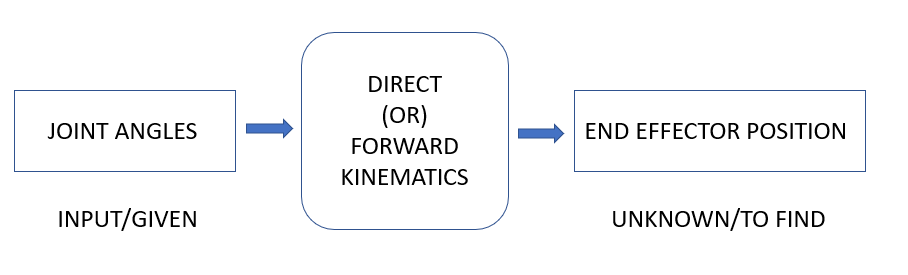 JOINT ANGLES
DIRECT
(OR)
FORWARD
KINEMATICS
END EFFECTOR POSITION
INPUT/GIVEN
UNKNOWN/TO FIND